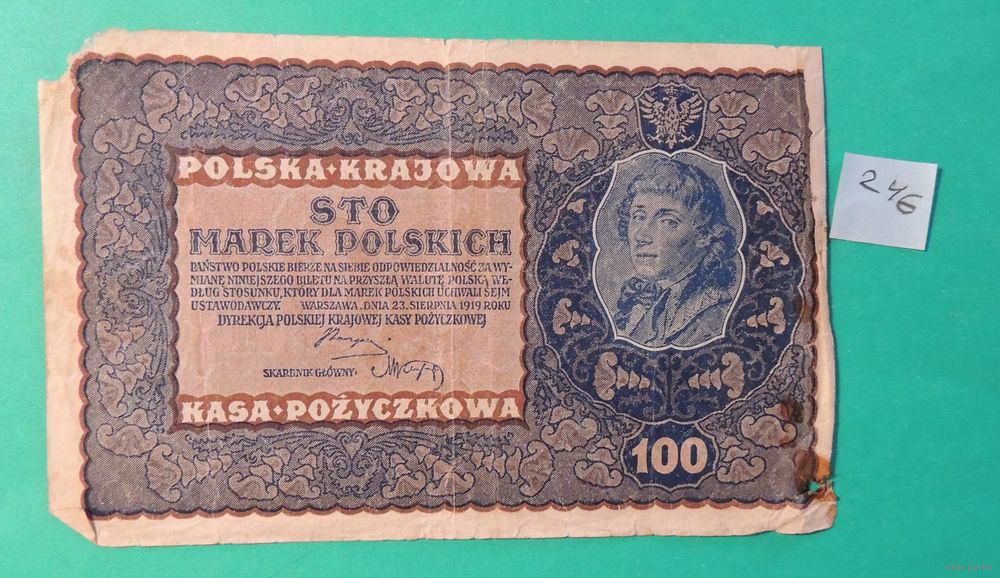 POLSKA · KRAJOWA
STO
MAREK POLSKICH
PAŃSTWO POLSKIE BIERZE NA SIEBIE ODPOWIEDZIALNOŚĆ ZA WY-
MIANĘ NINIEJSZEGO BILETU NA PRZYSZŁĄ WALUTĘ POLSKĄ WE-
DŁUG STOSUNKU, KTÓRY DLA MAREK POLSKICH UCHWALI SEJM
USTAWODAWCZY. WARSZAWA, DNIA 23. SIERPNIA 1919 ROKU
DYREKCJA POLSKIEJ KRAJOWEJ KASY POŻYCZKOWEJ
SKARBNIK GŁÓWNY:
KASA · POŻYCZKOWA
100
246